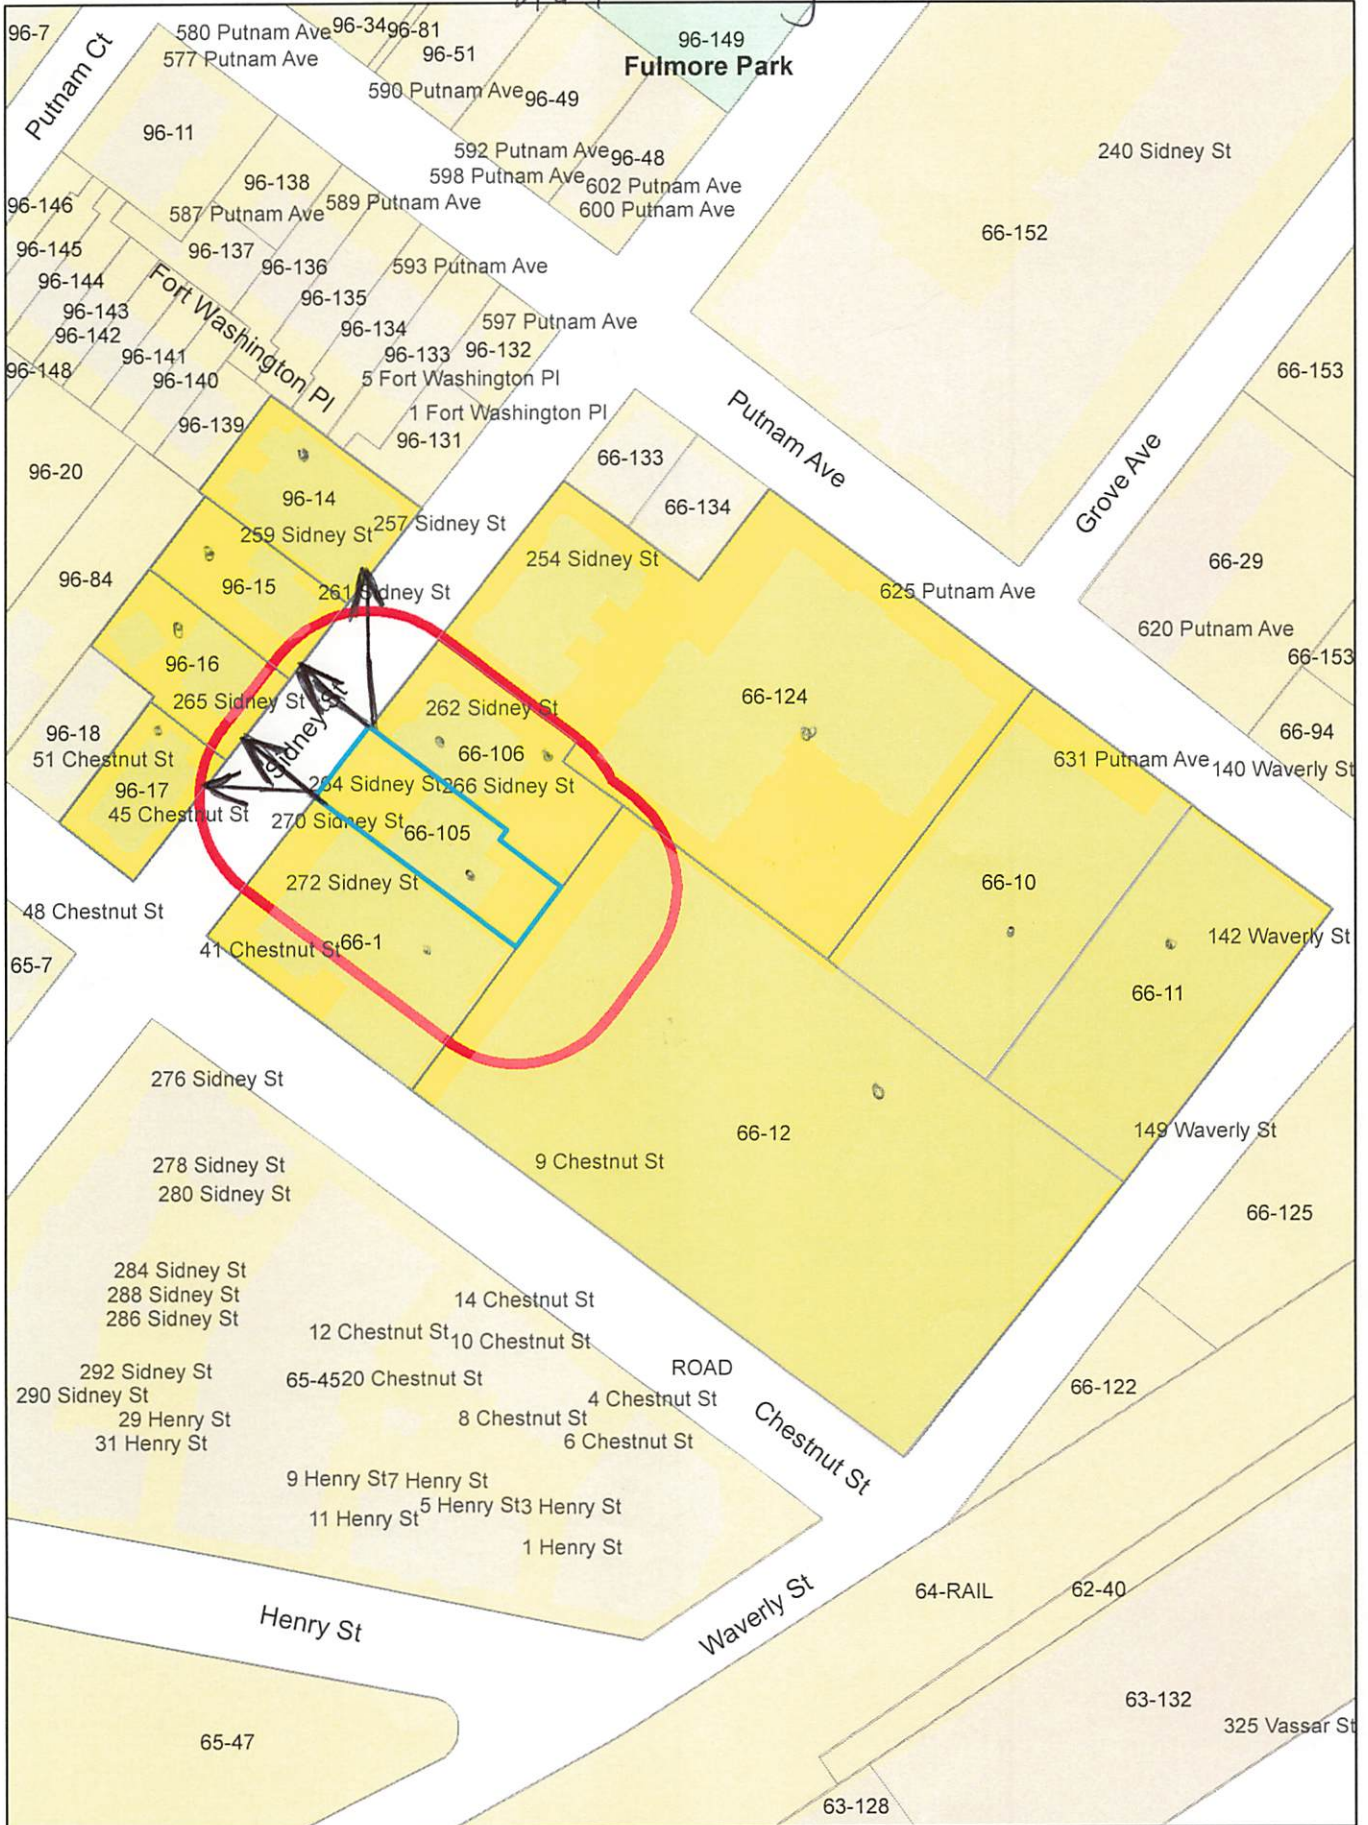 96-7
580 Putnam Ave
96-34
96-81
577 Putnam Ave
96-51
96-149
Fulmore Park
Putnam Ct
590 Putnam Ave
96-49
96-11
592 Putnam Ave
96-48
240 Sidney St
598 Putnam Ave
602 Putnam Ave
96-138
600 Putnam Ave
96-146
587 Putnam Ave
589 Putnam Ave
66-152
96-145
96-137
96-136
593 Putnam Ave
96-144
96-135
Fort Washington Pl
96-143
96-134
597 Putnam Ave
96-142
96-141
96-133
96-132
96-148
96-140
5 Fort Washington Pl
66-153
1 Fort Washington Pl
96-139
96-131
Putnam Ave
96-20
66-133
Grove Ave
96-14
66-134
257 Sidney St
259 Sidney St
254 Sidney St
66-29
96-84
96-15
261 Sidney St
625 Putnam Ave
620 Putnam Ave
96-16
66-153
265 Sidney St
262 Sidney St
66-124
Sidney St
96-18
66-106
66-94
51 Chestnut St
631 Putnam Ave
140 Waverly St
264 Sidney St
266 Sidney St
96-17
45 Chestnut St
270 Sidney St
66-105
272 Sidney St
66-10
48 Chestnut St
41 Chestnut St
66-1
142 Waverly St
65-7
66-11
276 Sidney St
66-12
149 Waverly St
278 Sidney St
9 Chestnut St
280 Sidney St
66-125
284 Sidney St
288 Sidney St
14 Chestnut St
286 Sidney St
12 Chestnut St
10 Chestnut St
292 Sidney St
65-45
20 Chestnut St
ROAD
66-122
290 Sidney St
4 Chestnut St
29 Henry St
8 Chestnut St
Chestnut St
31 Henry St
6 Chestnut St
9 Henry St
7 Henry St
5 Henry St
3 Henry St
11 Henry St
1 Henry St
Henry St
Waverly St
64-RAIL
62-40
63-132
65-47
325 Vassar St
63-128